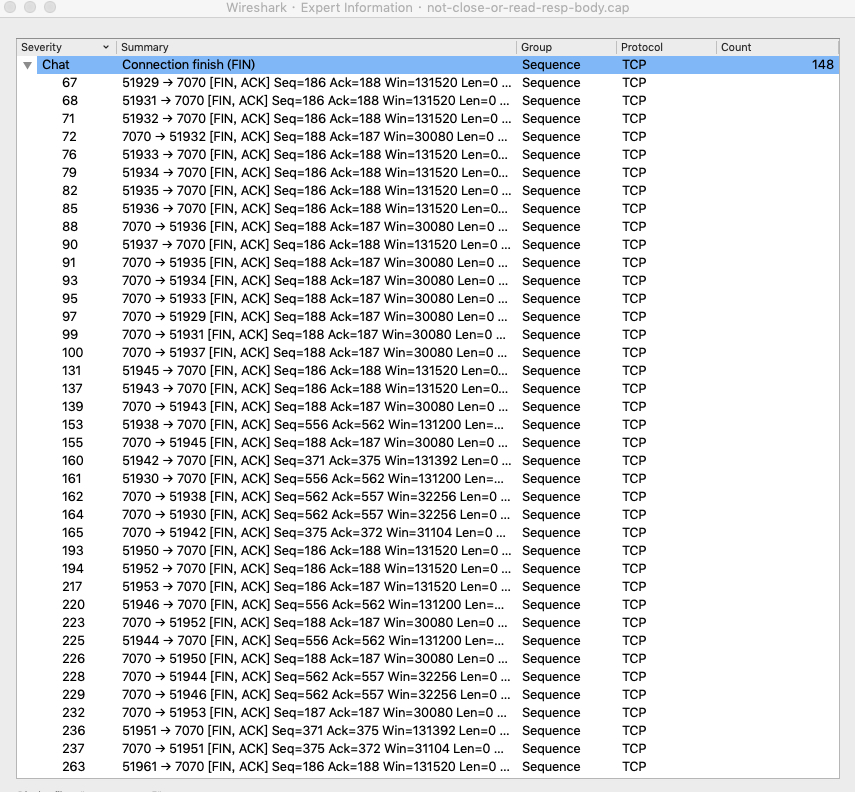 Wireshark · Expert Information · not-close-or-read-resp-body.cap
Severity Summary Group Protocol Count
Chat Connection finish (FIN) Sequence TCP 148
67 51929 → 7070 [FIN, ACK] Seq=186 Ack=188 Win=131520 Len=0 ... Sequence TCP
68 51931 → 7070 [FIN, ACK] Seq=186 Ack=188 Win=131520 Len=0 ... Sequence TCP
71 51932 → 7070 [FIN, ACK] Seq=186 Ack=188 Win=131520 Len=0 ... Sequence TCP
72 7070 → 51932 [FIN, ACK] Seq=188 Ack=187 Win=30080 Len=0 ... Sequence TCP
76 51933 → 7070 [FIN, ACK] Seq=186 Ack=188 Win=131520 Len=0... Sequence TCP
79 51934 → 7070 [FIN, ACK] Seq=186 Ack=188 Win=131520 Len=0... Sequence TCP
82 51935 → 7070 [FIN, ACK] Seq=186 Ack=188 Win=131520 Len=0 ... Sequence TCP
85 51936 → 7070 [FIN, ACK] Seq=186 Ack=188 Win=131520 Len=0... Sequence TCP
88 7070 → 51936 [FIN, ACK] Seq=188 Ack=187 Win=30080 Len=0 ... Sequence TCP
90 51937 → 7070 [FIN, ACK] Seq=186 Ack=188 Win=131520 Len=0 ... Sequence TCP
91 7070 → 51935 [FIN, ACK] Seq=188 Ack=187 Win=30080 Len=0 ... Sequence TCP
93 7070 → 51934 [FIN, ACK] Seq=188 Ack=187 Win=30080 Len=0 ... Sequence TCP
95 7070 → 51933 [FIN, ACK] Seq=188 Ack=187 Win=30080 Len=0 ... Sequence TCP
97 7070 → 51929 [FIN, ACK] Seq=188 Ack=187 Win=30080 Len=0 ... Sequence TCP
99 7070 → 51931 [FIN, ACK] Seq=188 Ack=187 Win=30080 Len=0 ... Sequence TCP
100 7070 → 51937 [FIN, ACK] Seq=188 Ack=187 Win=30080 Len=0 ... Sequence TCP
131 51945 → 7070 [FIN, ACK] Seq=186 Ack=188 Win=131520 Len=0... Sequence TCP
137 51943 → 7070 [FIN, ACK] Seq=186 Ack=188 Win=131520 Len=0... Sequence TCP
139 7070 → 51943 [FIN, ACK] Seq=188 Ack=187 Win=30080 Len=0 ... Sequence TCP
153 51938 → 7070 [FIN, ACK] Seq=556 Ack=562 Win=131200 Len=... Sequence TCP
155 7070 → 51945 [FIN, ACK] Seq=188 Ack=187 Win=30080 Len=0 ... Sequence TCP
160 51942 → 7070 [FIN, ACK] Seq=371 Ack=375 Win=131392 Len=0 ... Sequence TCP
161 51930 → 7070 [FIN, ACK] Seq=556 Ack=562 Win=131200 Len=... Sequence TCP
162 7070 → 51938 [FIN, ACK] Seq=562 Ack=557 Win=32256 Len=0 ... Sequence TCP
164 7070 → 51930 [FIN, ACK] Seq=562 Ack=557 Win=32256 Len=0 ... Sequence TCP
165 7070 → 51942 [FIN, ACK] Seq=375 Ack=372 Win=31104 Len=0 ... Sequence TCP
193 51950 → 7070 [FIN, ACK] Seq=186 Ack=188 Win=131520 Len=0 ... Sequence TCP
194 51952 → 7070 [FIN, ACK] Seq=186 Ack=188 Win=131520 Len=0 ... Sequence TCP
217 51953 → 7070 [FIN, ACK] Seq=186 Ack=187 Win=131520 Len=0 ... Sequence TCP
220 51946 → 7070 [FIN, ACK] Seq=556 Ack=562 Win=131200 Len=... Sequence TCP
223 7070 → 51952 [FIN, ACK] Seq=188 Ack=187 Win=30080 Len=0 ... Sequence TCP
225 51944 → 7070 [FIN, ACK] Seq=556 Ack=562 Win=131200 Len=... Sequence TCP
226 7070 → 51950 [FIN, ACK] Seq=188 Ack=187 Win=30080 Len=0 ... Sequence TCP
228 7070 → 51944 [FIN, ACK] Seq=562 Ack=557 Win=32256 Len=0 ... Sequence TCP
229 7070 → 51946 [FIN, ACK] Seq=562 Ack=557 Win=32256 Len=0 ... Sequence TCP
232 7070 → 51953 [FIN, ACK] Seq=187 Ack=187 Win=30080 Len=0 ... Sequence TCP
236 51951 → 7070 [FIN, ACK] Seq=371 Ack=375 Win=131392 Len=0 ... Sequence TCP
237 7070 → 51951 [FIN, ACK] Seq=375 Ack=372 Win=31104 Len=0 ... Sequence TCP
263 51961 → 7070 [FIN, ACK] Seq=186 Ack=188 Win=131520 Len=0 ... Sequence TCP